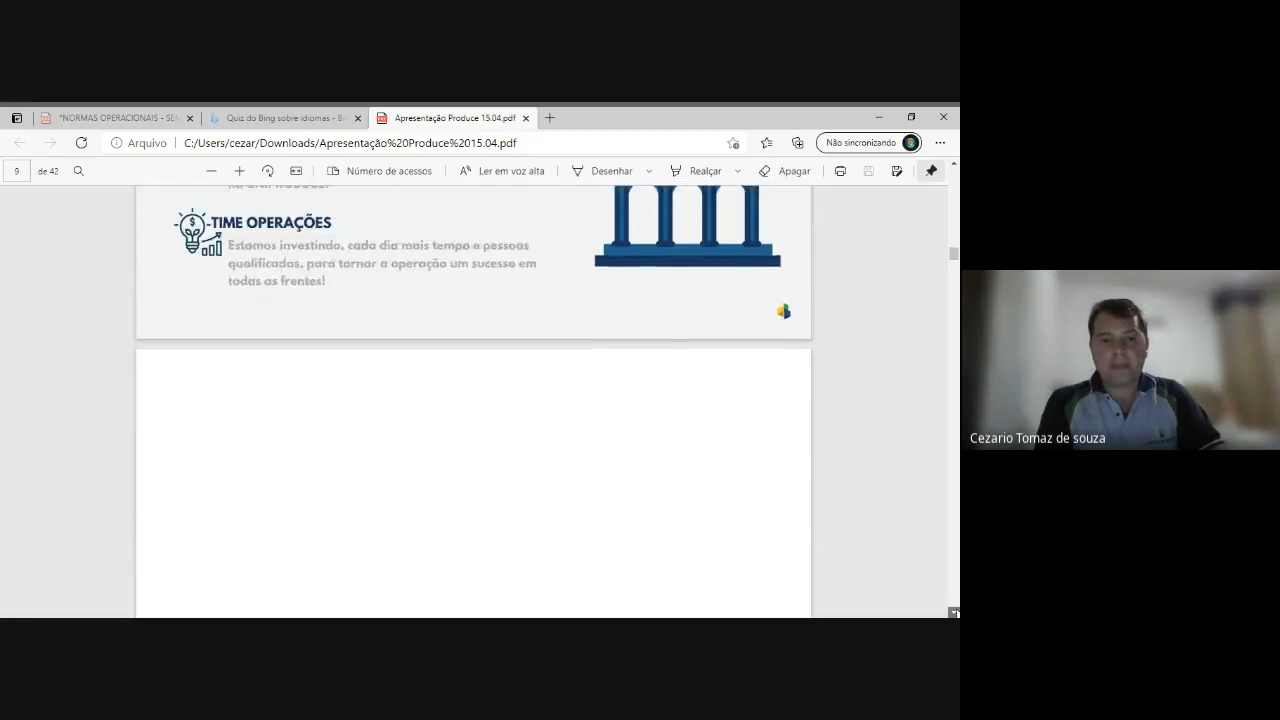 *NORMAS OPERACIONAIS - SEM
Quiz do Bing sobre idiomas - Bi
Apresentação Produce 15.04.pdf
Arquivo
C:/Users/cezar/Downloads/Apresentação%20Produce%2015.04.pdf
Não sincronizando
9
de 42
Número de acessos
Ler em voz alta
Desenhar
Realçar
Apagar
TIME OPERAÇÕES
Estamos investindo, cada dia mais tempo e pessoas
qualificadas, para tornar a operação um sucesso em
todas as frentes!
Cezario Tomaz de souza